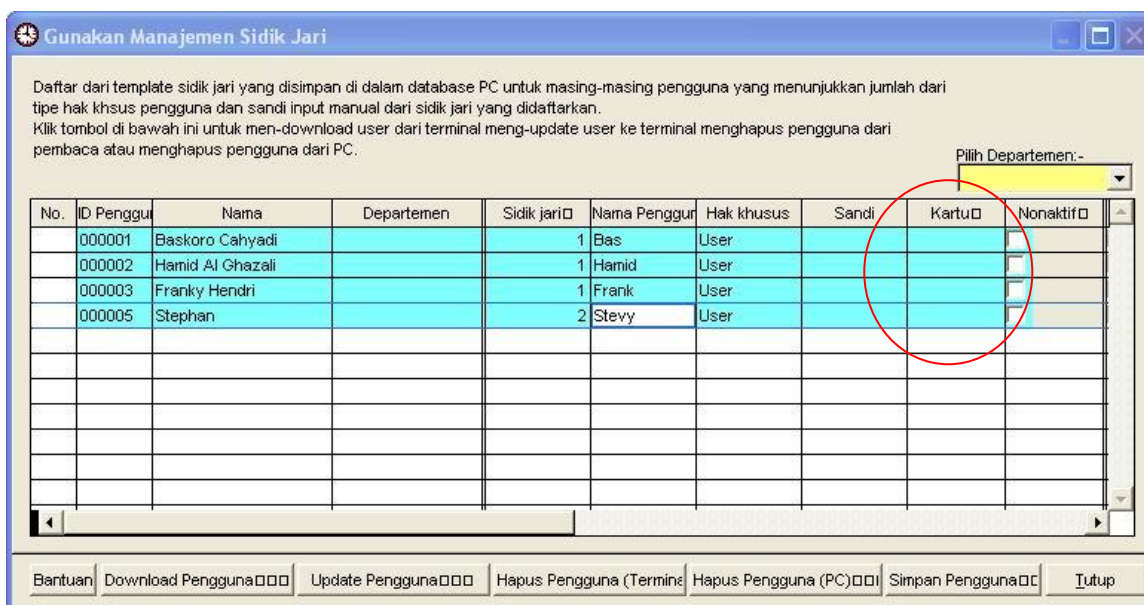 Gunakan Manajemen Sidik Jari
Daftar dari template sidik jari yang disimpan di dalam database PC untuk masing-masing pengguna yang menunjukkan jumlah dari
tipe hak khsus pengguna dan sandi input manual dari sidik jari yang didaftarkan.
Klik tombol di bawah ini untuk men-download user dari terminal meng-update user ke terminal menghapus pengguna dari
pembaca atau menghapus pengguna dari PC.
Pilih Departemen:-
No. ID Penggu Nama Departemen Sidik jari□ Nama Penggur Hak khusus Sandi Kartu□ Nonaktif□
000001 Baskoro Cahyadi 1 Bas User
000002 Hamid Al Ghazali 1 Hamid User
000003 Franky Hendri 1 Frank User
000005 Stephan 2 Stevy User
Bantuan Download Pengguna□□□ Update Pengguna□□□ Hapus Pengguna (Termina Hapus Pengguna (PC)□□ Simpan Pengguna□ Tutup